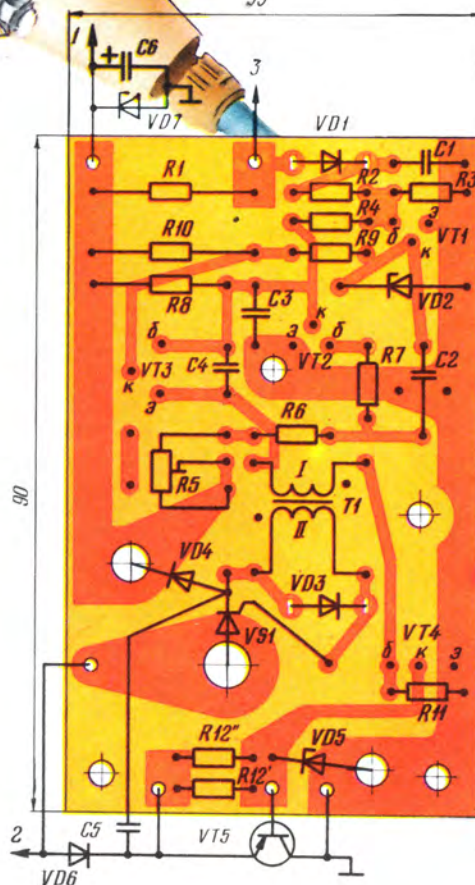 1
+ C6
3
VD7
VD1
C1
R1
R2
R3
R4
б
э
VT1
R10
R9
к
R8
C3
VD2
к
б
э
б
VT3
C4
VT2
R7
C2
к
э
R6
R5
I
T1
II
90
VD4
VD3
VS1
VT4
б
к
э
R11
R12"
VD5
R12'
C5
2
VT5
VD6